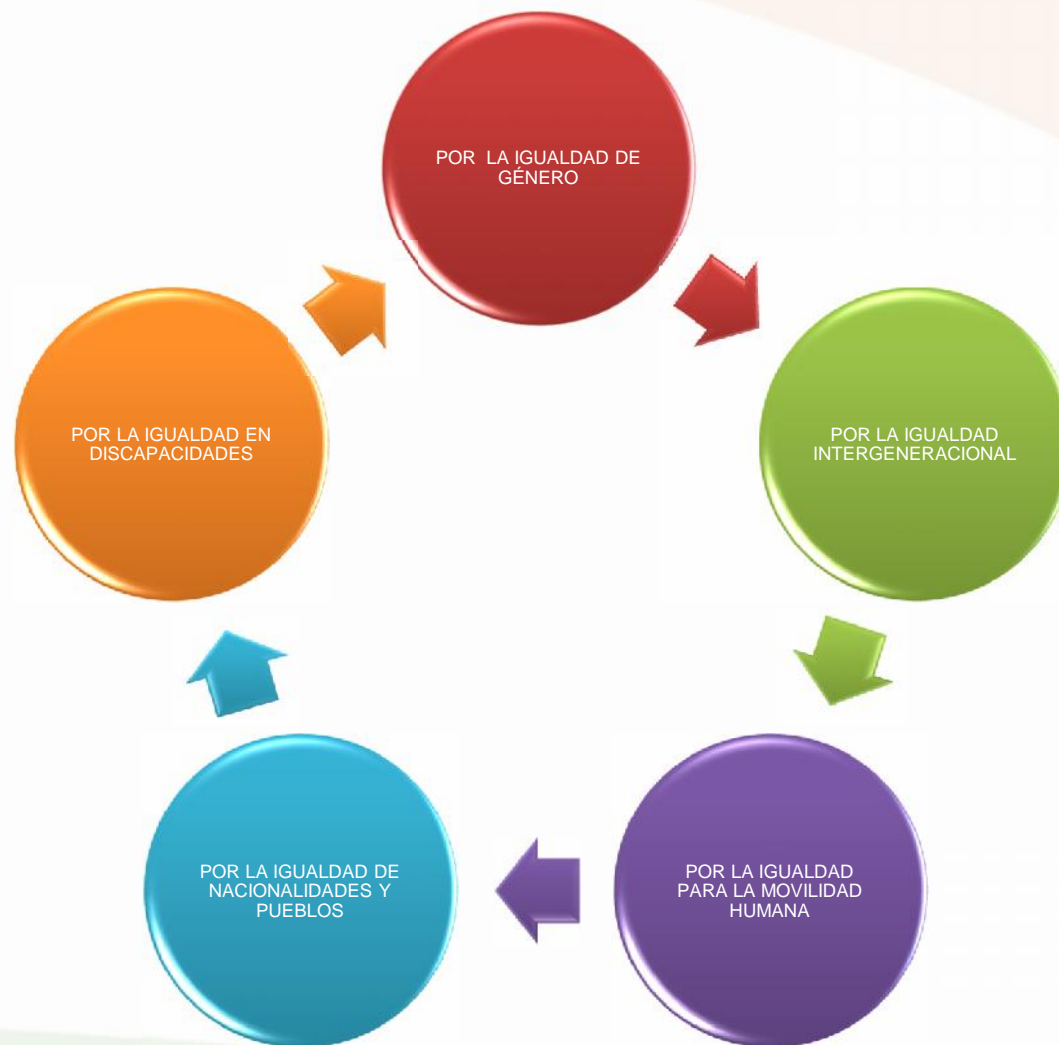 POR LA IGUALDAD DE
GÉNERO
POR LA IGUALDAD
INTERGENERACIONAL
POR LA IGUALDAD
PARA LA MOVILIDAD
HUMANA
POR LA IGUALDAD DE
NACIONALIDADES Y
PUEBLOS
POR LA IGUALDAD EN
DISCAPACIDADES